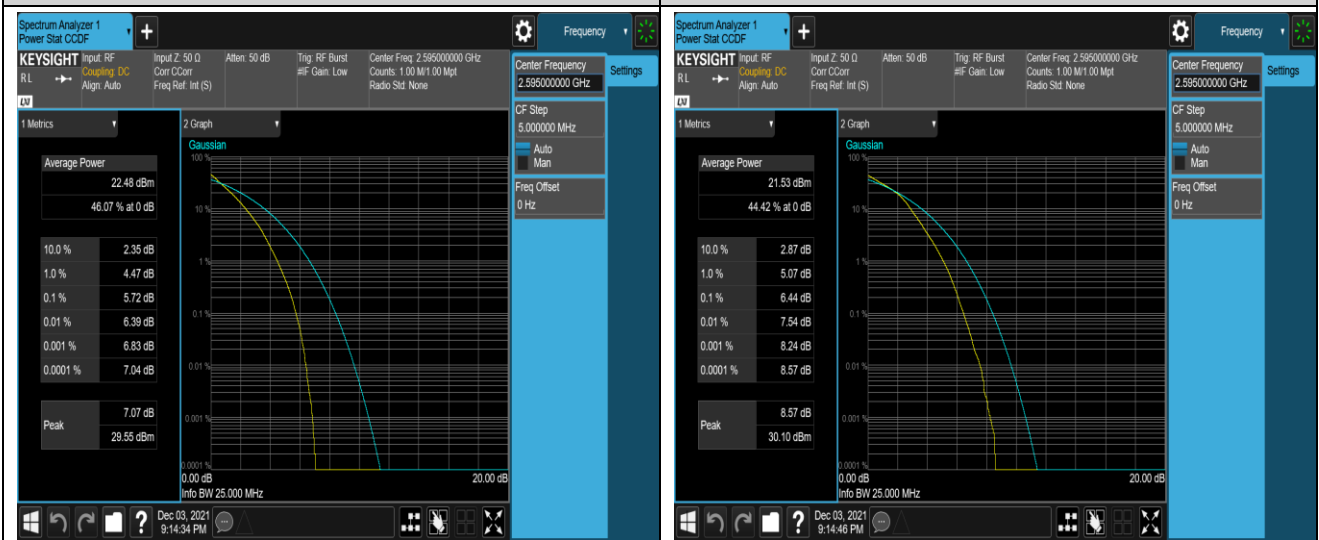 Spectrum Analyzer 1
Power Stat CCDF
Frequency
KEYSIGHT
Input: RF
Coupling: DC
Align: Auto
Input Z: 50 Ω
Corr CCorr
Freq Ref: Int (S)
Atten: 50 dB
Trig: RF Burst
#IF Gain: Low
Center Freq: 2.595000000 GHz
Counts: 1.00 M/1.00 Mpt
Radio Std: None
R L
LXI
Center Frequency
2.595000000 GHz
Settings
CF Step
5.000000 MHz
Auto
Man
Freq Offset
0 Hz
1 Metrics
2 Graph
Average Power
22.48 dBm
46.07 % at 0 dB
10.0 % 2.35 dB
1.0 % 4.47 dB
0.1 % 5.72 dB
0.01 % 6.39 dB
0.001 % 6.83 dB
0.0001 % 7.04 dB
Peak
7.07 dB
29.55 dBm
Gaussian
100 %
10 %
1 %
0.1 %
0.01 %
0.001 %
0.0001 %
0.00 dB
20.00 dB
Info BW 25.000 MHz
?
Dec 03, 2021
9:14:34 PM
Spectrum Analyzer 1
Power Stat CCDF
Frequency
KEYSIGHT
Input: RF
Coupling: DC
Align: Auto
Input Z: 50 Ω
Corr CCorr
Freq Ref: Int (S)
Atten: 50 dB
Trig: RF Burst
#IF Gain: Low
Center Freq: 2.595000000 GHz
Counts: 1.00 M/1.00 Mpt
Radio Std: None
R L
LXI
Center Frequency
2.595000000 GHz
Settings
CF Step
5.000000 MHz
Auto
Man
Freq Offset
0 Hz
1 Metrics
2 Graph
Average Power
21.53 dBm
44.42 % at 0 dB
10.0 % 2.87 dB
1.0 % 5.07 dB
0.1 % 6.44 dB
0.01 % 7.54 dB
0.001 % 8.24 dB
0.0001 % 8.57 dB
Peak
8.57 dB
30.10 dBm
Gaussian
100 %
10 %
1 %
0.1 %
0.01 %
0.001 %
0.0001 %
0.00 dB
20.00 dB
Info BW 25.000 MHz
?
Dec 03, 2021
9:14:46 PM